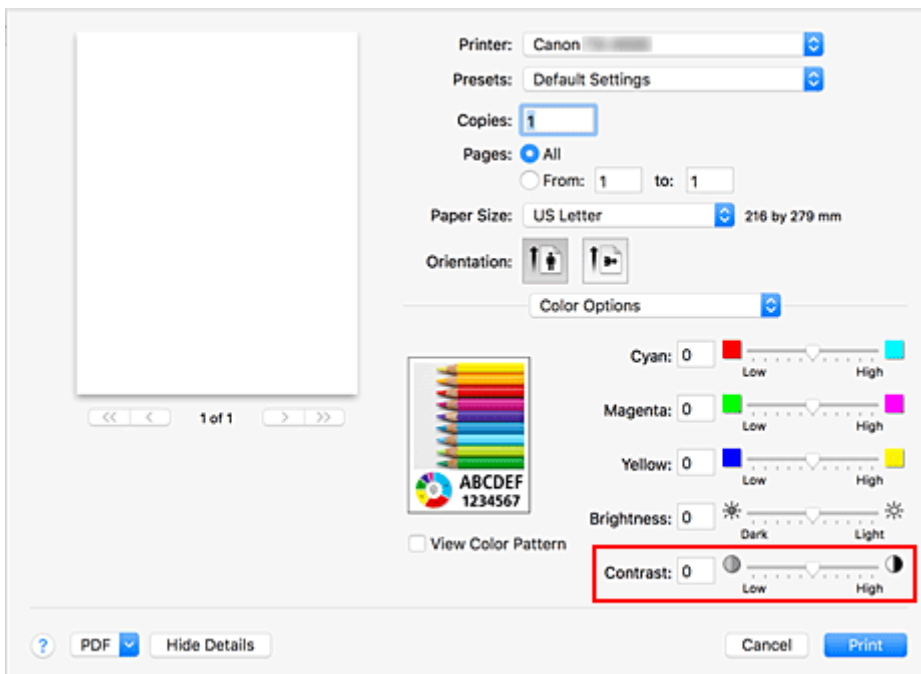 Printer: Canon
Presets: Default Settings
Copies: 1
Pages: All
From: 1 to: 1
Paper Size: US Letter 216 by 279 mm
Orientation:
Color Options
Cyan: 0
Low High
Magenta: 0
Low High
Yellow: 0
Low High
Brightness: 0
Dark Light
Contrast: 0
Low High
<< < 1 of 1 > >>
ABCDEF
1234567
View Color Pattern
? PDF Hide Details Cancel Print